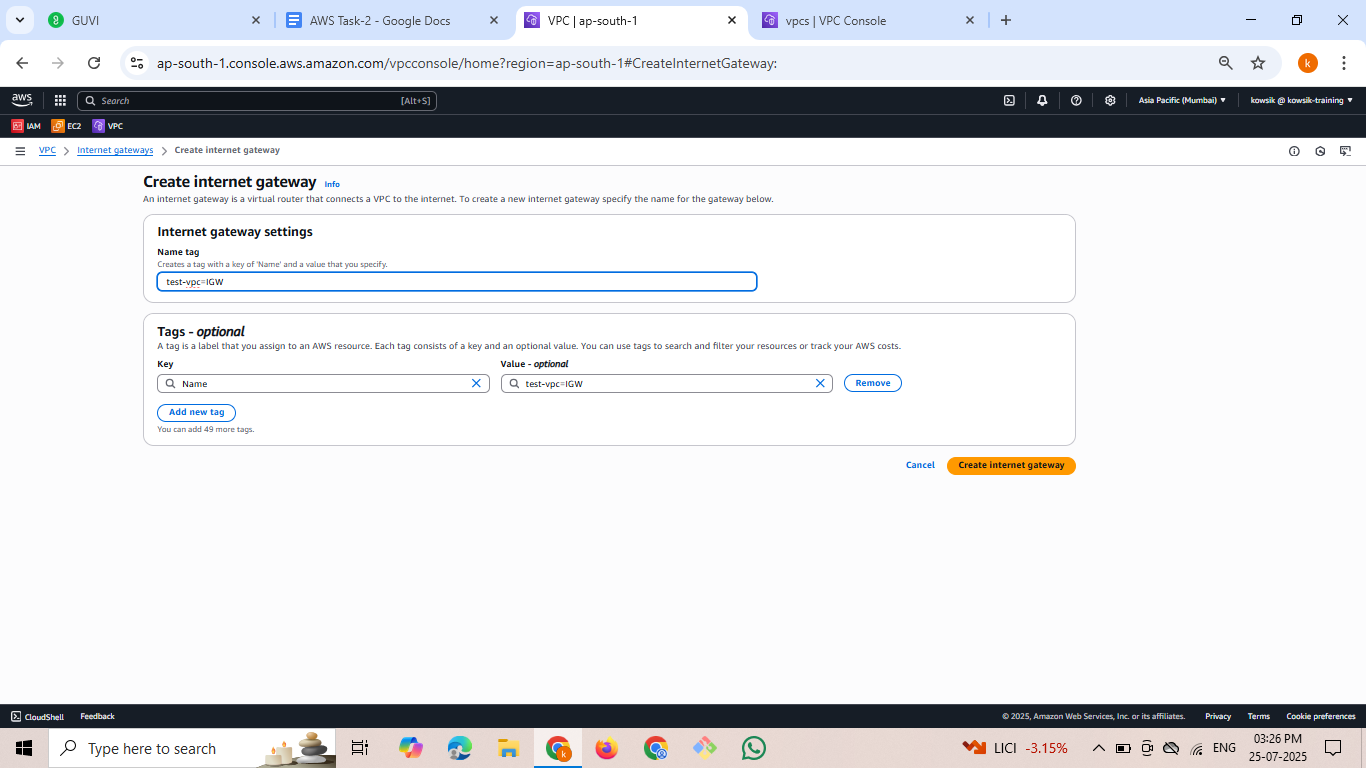 GUVI
AWS Task-2 - Google Docs
VPC | ap-south-1
vpcs | VPC Console
ap-south-1.console.aws.amazon.com/vpcconsole/home?region=ap-south-1#CreateInternetGateway:
k
aws
Search
[Alt+S]
Asia Pacific (Mumbai)
kowsik @ kowsik-training
IAM
EC2
VPC
VPC > Internet gateways > Create internet gateway
Create internet gateway Info
An internet gateway is a virtual router that connects a VPC to the internet. To create a new internet gateway specify the name for the gateway below.
Internet gateway settings
Name tag
Creates a tag with a key of 'Name' and a value that you specify.
test-vpc=IGW
Tags - optional
A tag is a label that you assign to an AWS resource. Each tag consists of a key and an optional value. You can use tags to search and filter your resources or track your AWS costs.
Key
Value - optional
Name
test-vpc=IGW
Remove
Add new tag
You can add 49 more tags.
Cancel
Create internet gateway
CloudShell
Feedback
© 2025, Amazon Web Services, Inc. or its affiliates.
Privacy
Terms
Cookie preferences
Type here to search
k
LICI -3.15%
ENG
03:26 PM
25-07-2025